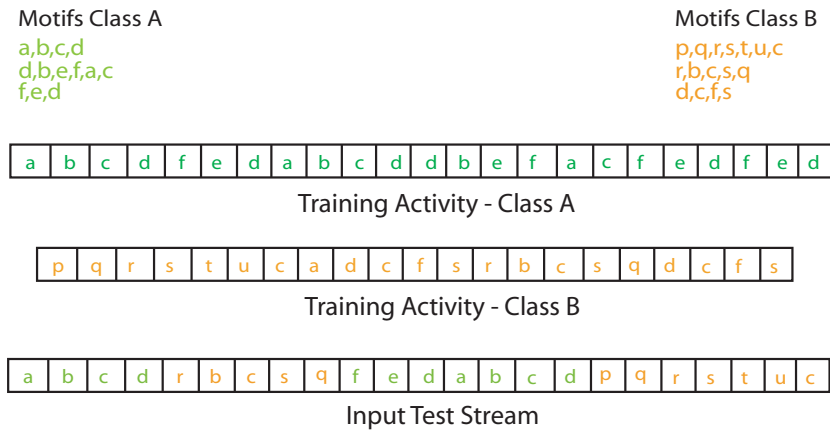 Motifs Class A
a,b,c,d
d,b,e,f,a,c
f,e,d
Motifs Class B
p,q,r,s,t,u,c
r,b,c,s,q
d,c,f,s
a b c d f e d a b c d d b e f a c f e d f e d
Training Activity - Class A
p q r s t u c a d c f s r b c s q d c f s
Training Activity - Class B
a b c d r b c s q f e d a b c d p q r s t u c
Input Test Stream